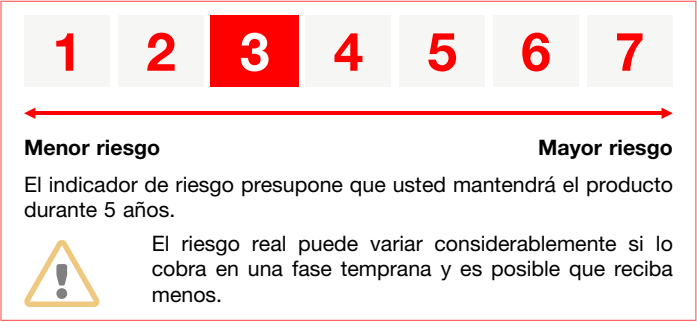 1 2 3 4 5 6 7
Menor riesgo Mayor riesgo
El indicador de riesgo presupone que usted mantendrá el producto
durante 5 años.
El riesgo real puede variar considerablemente si lo
cobra en una fase temprana y es posible que reciba
menos.